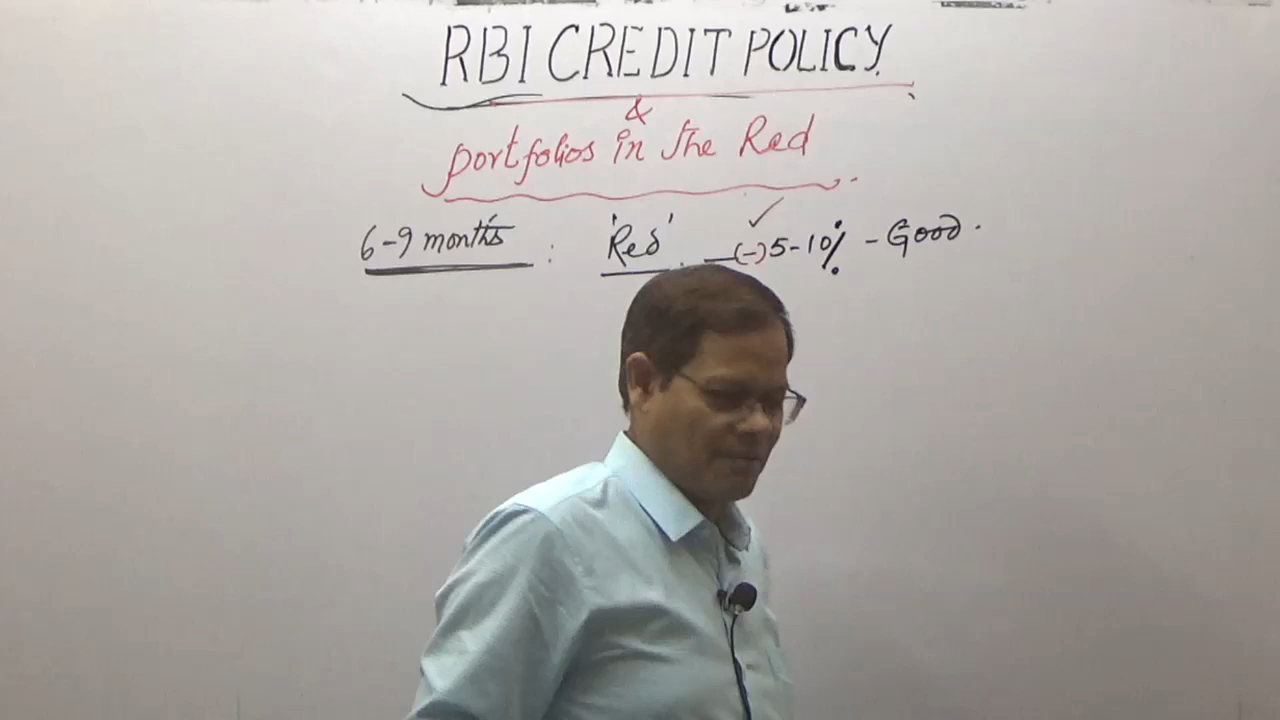 RBI CREDIT POLICY
&
portfolios in the Red
6-9 months : 'Red' (-) 5-10% - Good.